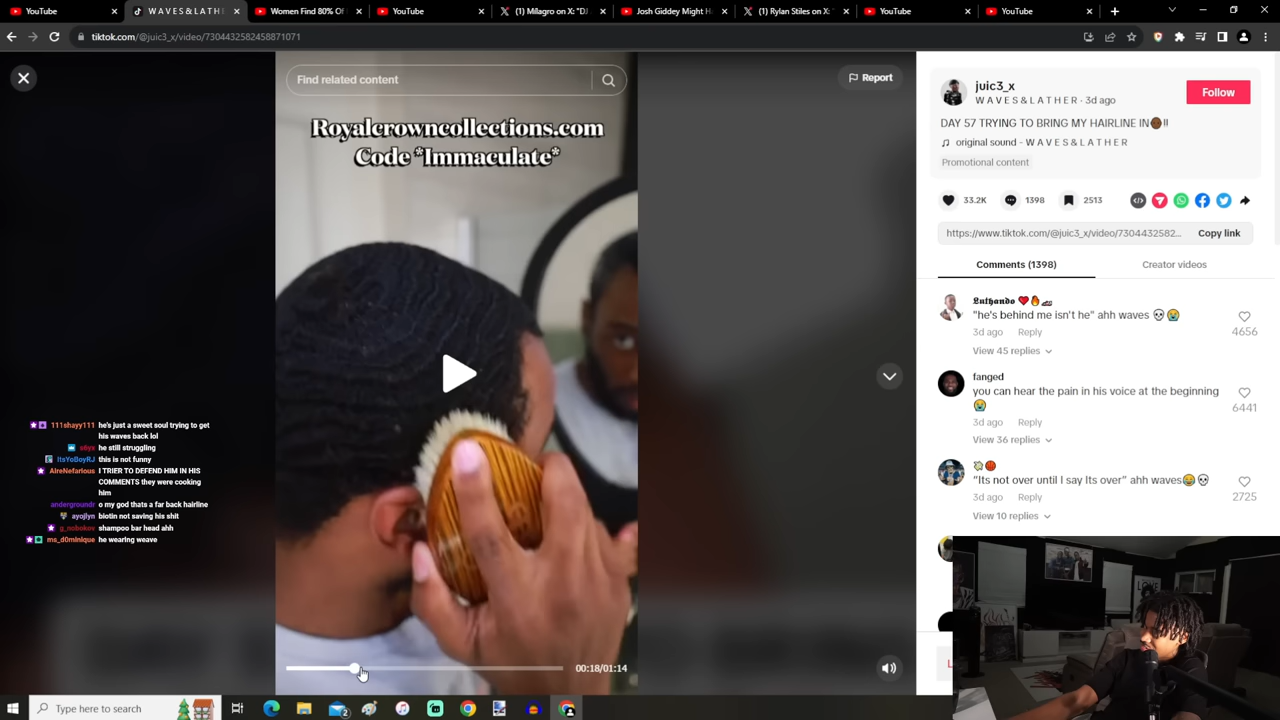 YouTube
W A V E S & L A T H E R
Women Find 80% Of
YouTube
(1) Milagro on X: "DJ
Josh Giddey Might H
(1) Rylan Stiles on X: "
YouTube
YouTube
tiktok.com/@juic3_x/video/7304432582458871071
Find related content
Report
Royalcrowncollections.com
Code *Immaculate*
00:18/01:14
111shayy111 he's just a sweet soul trying to get
his waves back lol
he still struggling
ItsYoBoyRJ this is not funny
AireNefarious I TRIER TO DEFEND HIM IN HIS
COMMENTS they were cooking
him
andergroundr o my god thats a far back hairline
ayojlyn biotin not saving his shit
g_nobokov shampoo bar head ahh
ms_d0minique he wearing weave
juic3_x
W A V E S & L A T H E R · 3d ago
Follow
DAY 57 TRYING TO BRING MY HAIRLINE IN🤞🏾‼️
♫ original sound - W A V E S & L A T H E R
Promotional content
33.2K 1398 2513
https://www.tiktok.com/@juic3_x/video/7304432582...
Copy link
Comments (1398)
Creator videos
𝕷𝖚𝖙𝖍𝖆𝖓𝖉𝖔 ❤️🔥👟
"he's behind me isn't he" ahh waves 💀😭
3d ago Reply
4656
View 45 replies
fanged
you can hear the pain in his voice at the beginning
😭
3d ago Reply
6441
View 36 replies
"Its not over until I say Its over" ahh waves😂💀
3d ago Reply
2725
View 10 replies
LOVE
Type here to search
2